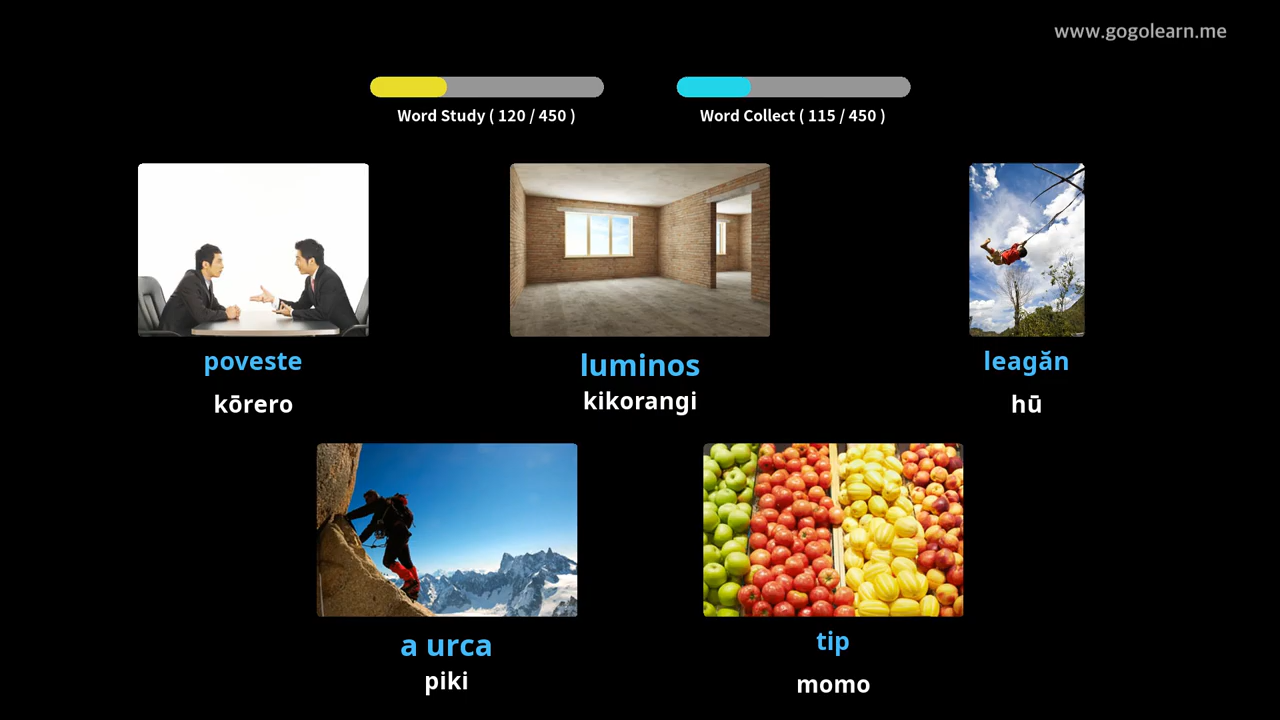 www.gogolearn.me
Word Study ( 120 / 450 )
Word Collect ( 115 / 450 )
poveste
kōrero
luminos
kikorangi
leagăn
hū
a urca
piki
tip
momo